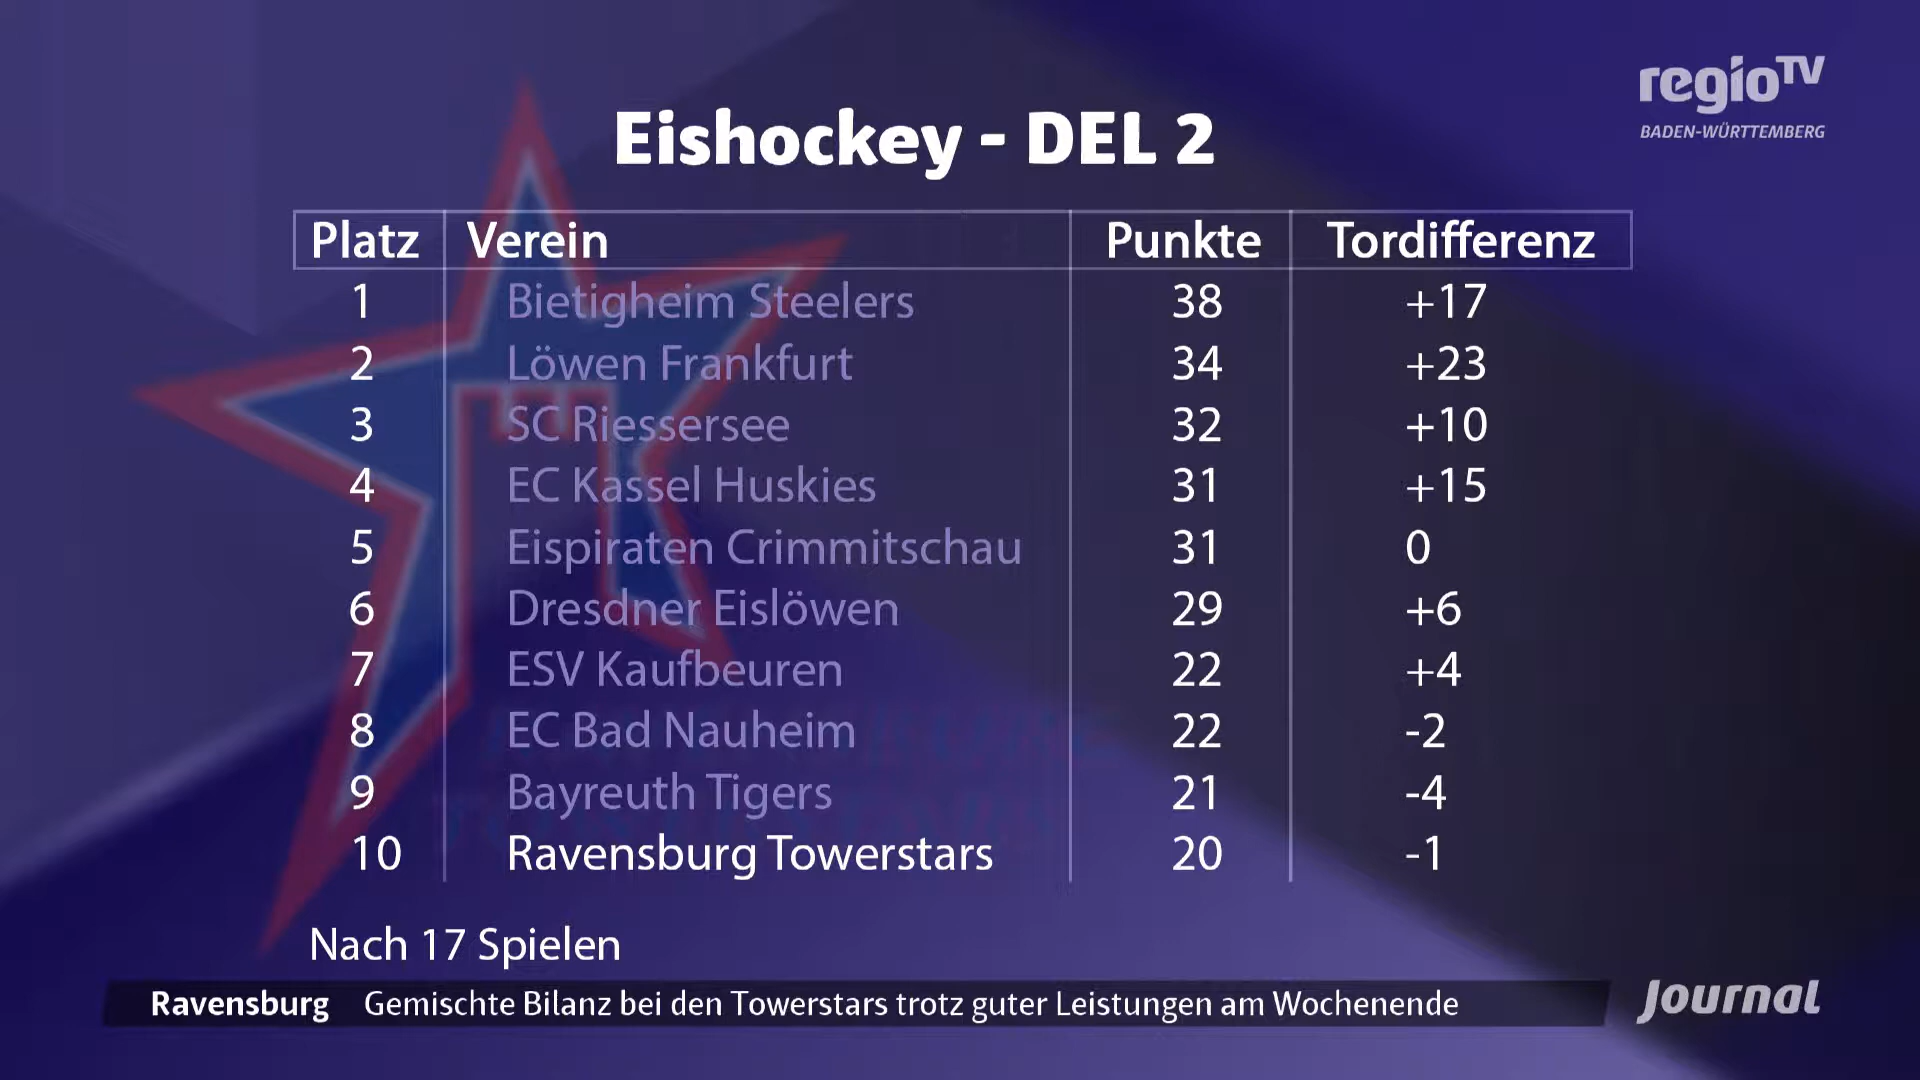 regioTV
BADEN-WÜRTTEMBERG
Eishockey - DEL 2
Platz Verein Punkte Tordifferenz
1 Bietigheim Steelers 38 +17
2 Löwen Frankfurt 34 +23
3 SC Riessersee 32 +10
4 EC Kassel Huskies 31 +15
5 Eispiraten Crimmitschau 31 0
6 Dresdner Eislöwen 29 +6
7 ESV Kaufbeuren 22 +4
8 EC Bad Nauheim 22 -2
9 Bayreuth Tigers 21 -4
10 Ravensburg Towerstars 20 -1
Nach 17 Spielen
Ravensburg Gemischte Bilanz bei den Towerstars trotz guter Leistungen am Wochenende
Journal